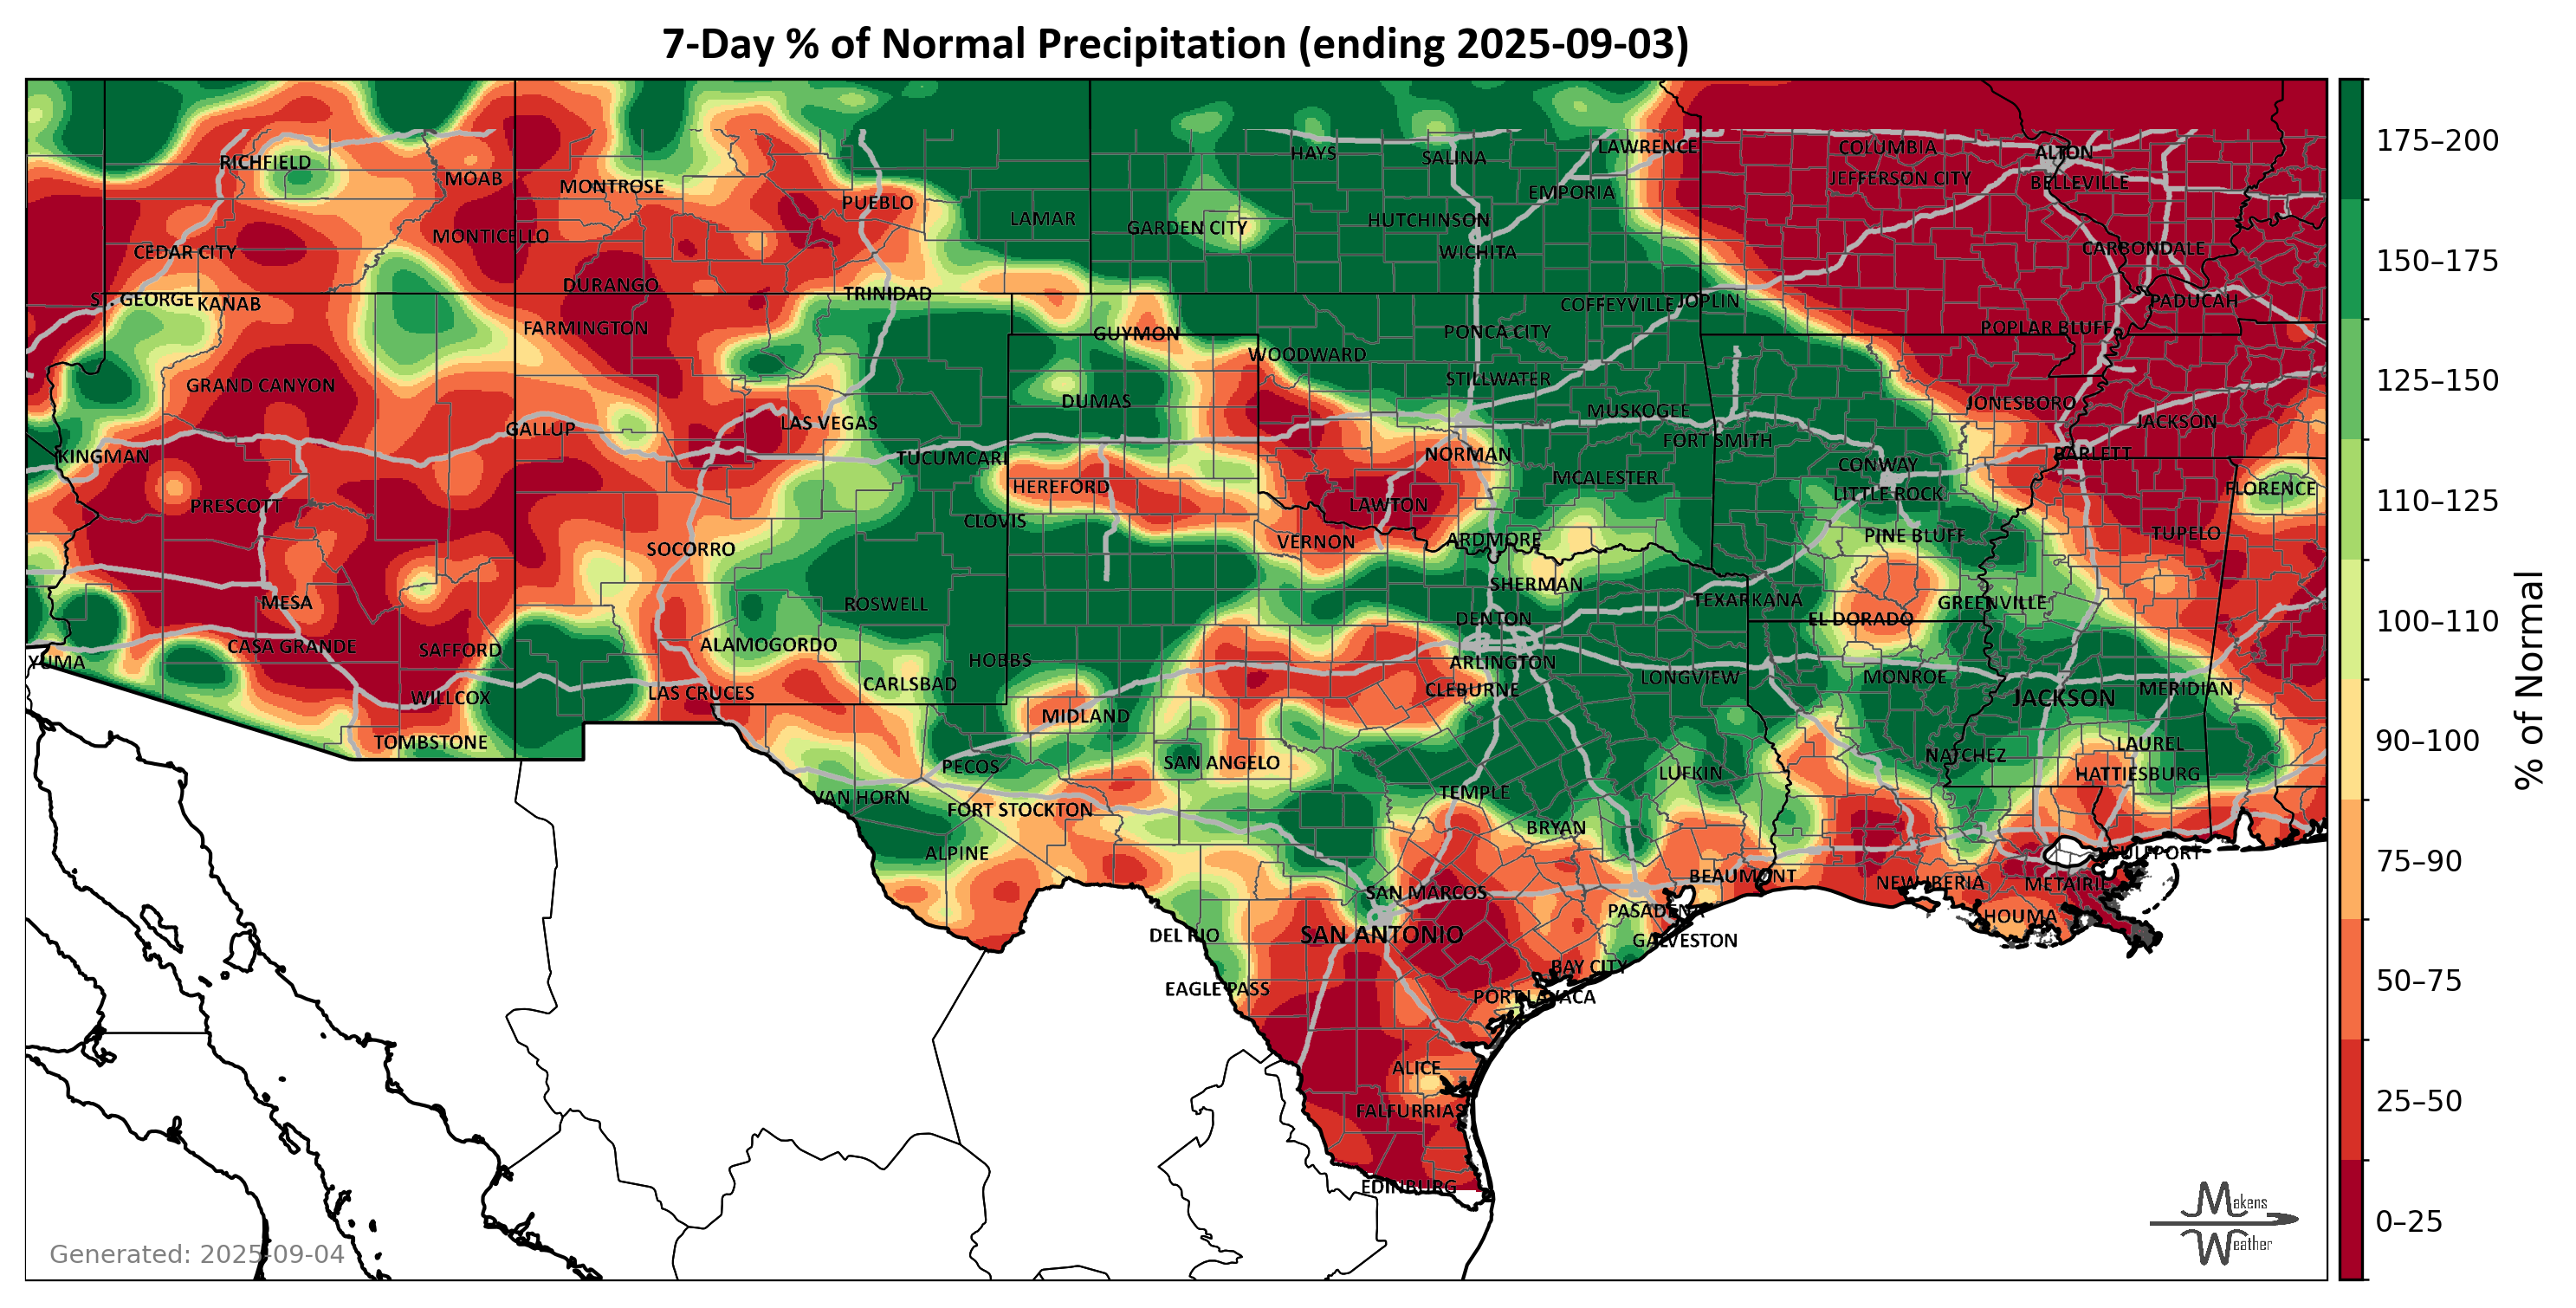 7-Day % of Normal Precipitation (ending 2025-09-03)
RICHFIELD
MOAB
MONTROSE
PUEBLO
LAMAR
HAYS
SALINA
LAWRENCE
COLUMBIA
ALTON
JEFFERSON CITY
BELLEVILLE
EMPORIA
GARDEN CITY
HUTCHINSON
WICHITA
CARBONDALE
CEDAR CITY
MONTICELLO
DURANGO
TRINIDAD
ST. GEORGE
KANAB
FARMINGTON
GUYMON
COFFEYVILLE
JOPLIN
PADUCAH
PONCA CITY
POPLAR BLUFF
WOODWARD
GRAND CANYON
DUMAS
STILLWATER
JONESBORO
LAS VEGAS
MUSKOGEE
JACKSON
GALLUP
FORT SMITH
KINGMAN
TUCUMCARI
NORMAN
BARLETT
CONWAY
HEREFORD
MCALESTER
LITTLE ROCK
FLORENCE
PRESCOTT
LAWTON
CLOVIS
PINE BLUFF
TUPELO
SOCORRO
VERNON
ARDMORE
SHERMAN
MESA
ROSWELL
TEXARKANA
GREENVILLE
DENTON
EL DORADO
CASA GRANDE
SAFFORD
ALAMOGORDO
HOBBS
ARLINGTON
YUMA
CARLSBAD
CLEBURNE
LONGVIEW
MONROE
MERIDIAN
WILLCOX
LAS CRUCES
JACKSON
MIDLAND
TOMBSTONE
LAUREL
NATCHEZ
PECOS
SAN ANGELO
LUFKIN
HATTIESBURG
VAN HORN
FORT STOCKTON
TEMPLE
BRYAN
ALPINE
GULFPORT
BEAUMONT
NEW IBERIA
METAIRIE
SAN MARCOS
PASADENA
HOUMA
DEL RIO
SAN ANTONIO
GALVESTON
BAY CITY
EAGLE PASS
PORT LAVACA
ALICE
FALFURRIAS
EDINBURG
Generated: 2025-09-04
Makens
Weather
175–200
150–175
125–150
110–125
100–110
90–100
75–90
50–75
25–50
0–25
% of Normal